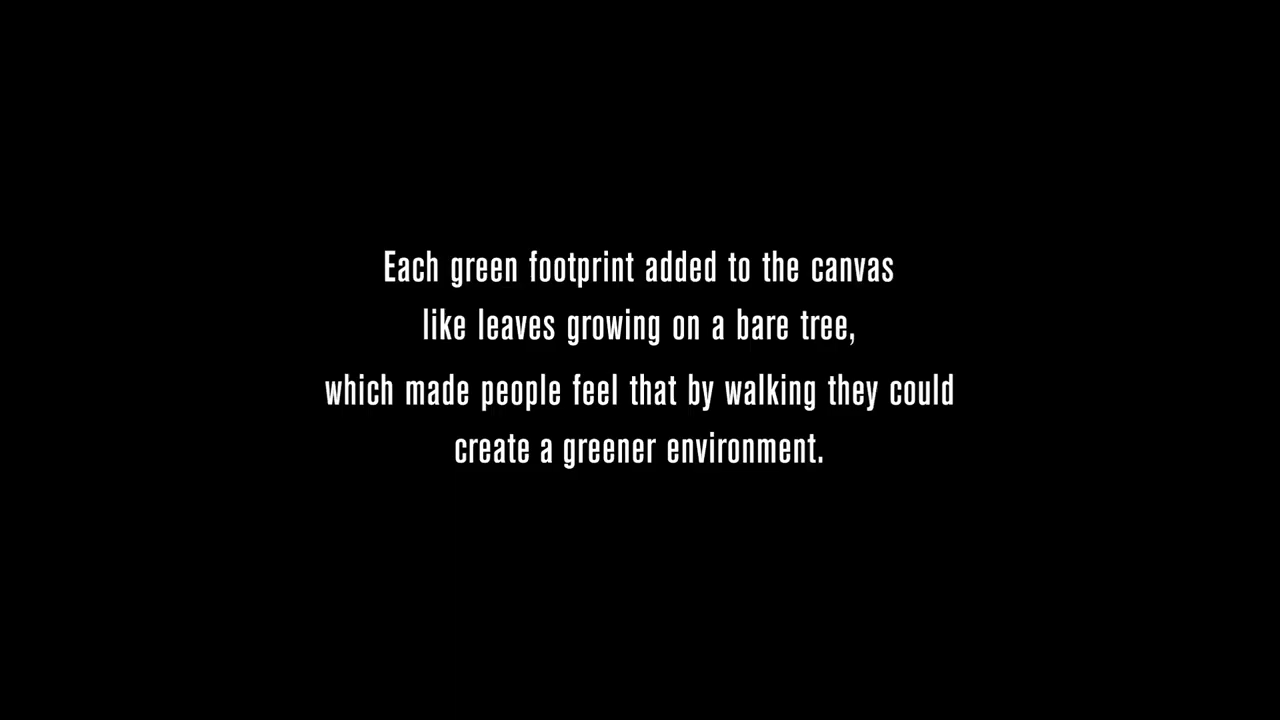 Each green footprint added to the canvas
like leaves growing on a bare tree,
which made people feel that by walking they could
create a greener environment.